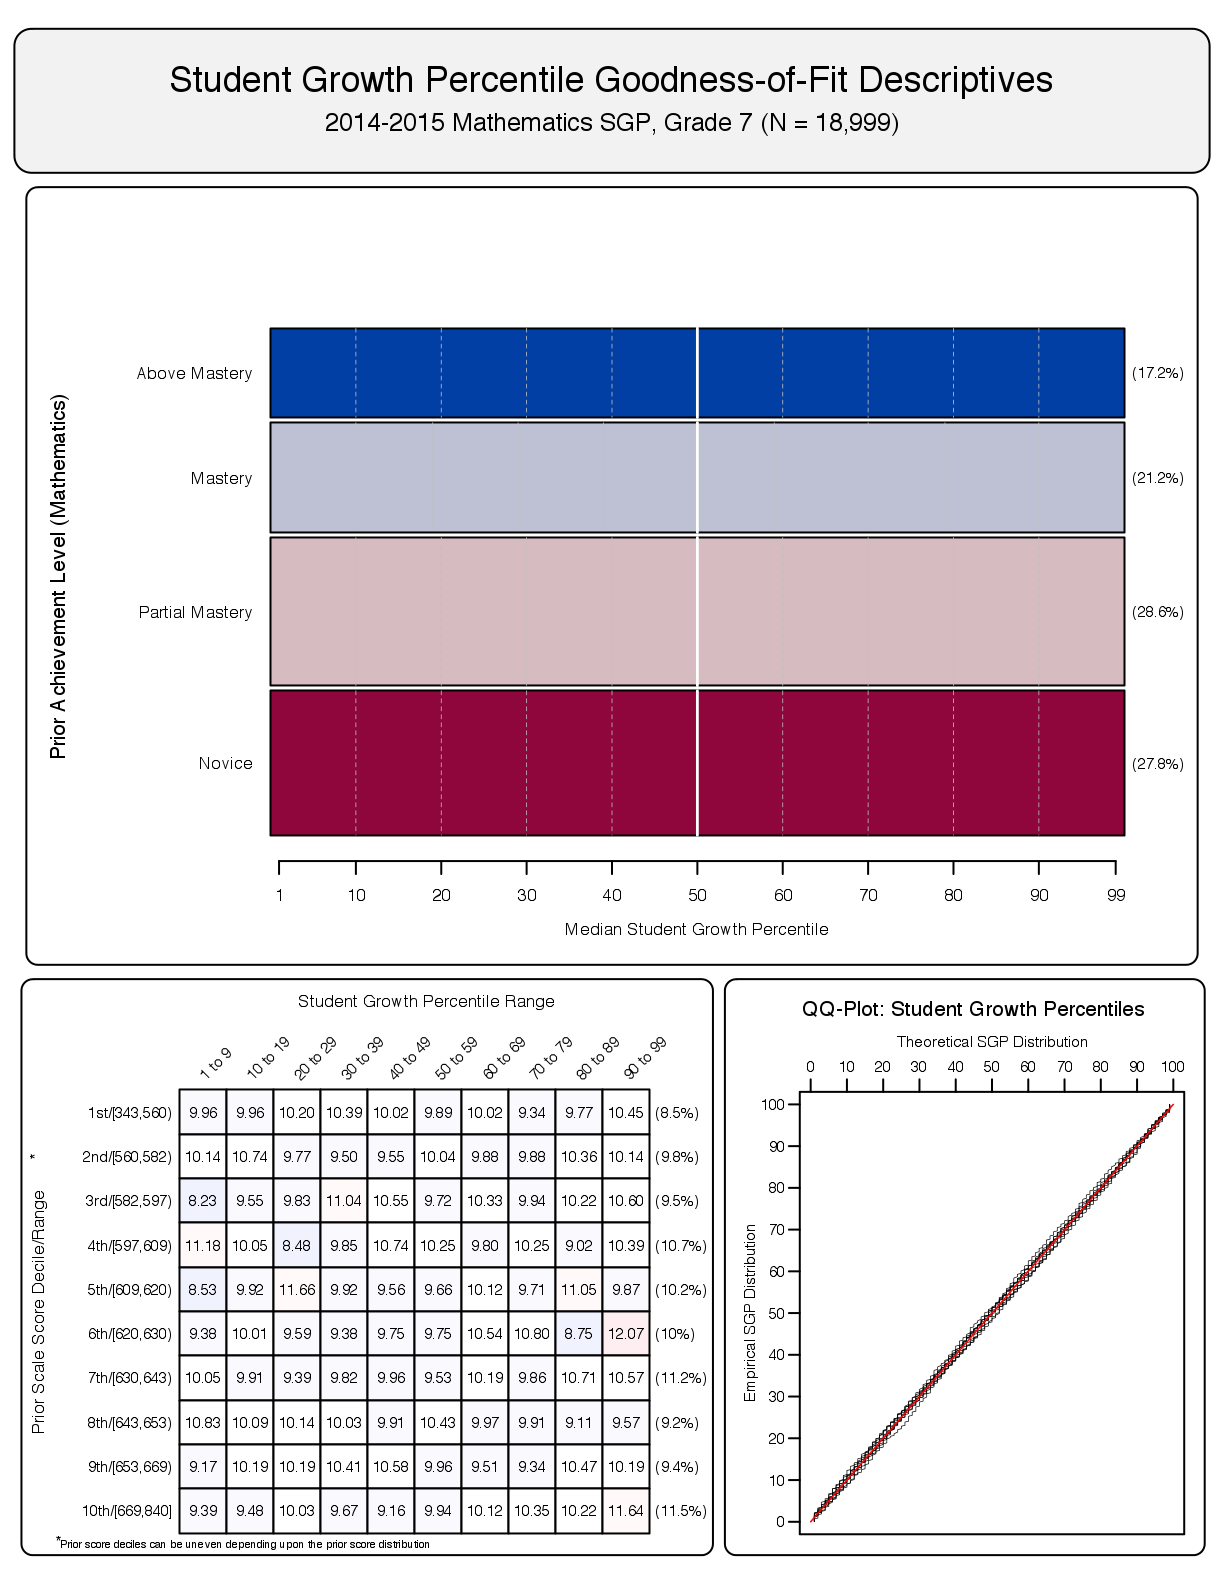 Student Growth Percentile Goodness-of-Fit Descriptives
2014-2015 Mathematics SGP, Grade 7 (N = 18,999)
Prior Achievement Level (Mathematics)
Above Mastery (17.2%)
Mastery (21.2%)
Partial Mastery (28.6%)
Novice (27.8%)
1 10 20 30 40 50 60 70 80 90 99
Median Student Growth Percentile
Student Growth Percentile Range
1 to 9 10 to 19 20 to 29 30 to 39 40 to 49 50 to 59 60 to 69 70 to 79 80 to 89 90 to 99
Prior Scale Score Decile/Range *
1st/[343,560) 9.96 9.96 10.20 10.39 10.02 9.89 10.02 9.34 9.77 10.45 (8.5%)
2nd/[560,582) 10.14 10.74 9.77 9.50 9.55 10.04 9.88 9.88 10.36 10.14 (9.8%)
3rd/[582,597) 8.23 9.55 9.83 11.04 10.55 9.72 10.33 9.94 10.22 10.60 (9.5%)
4th/[597,609) 11.18 10.05 8.48 9.85 10.74 10.25 9.80 10.25 9.02 10.39 (10.7%)
5th/[609,620) 8.53 9.92 11.66 9.92 9.56 9.66 10.12 9.71 11.05 9.87 (10.2%)
6th/[620,630) 9.38 10.01 9.59 9.38 9.75 9.75 10.54 10.80 8.75 12.07 (10%)
7th/[630,643) 10.05 9.91 9.39 9.82 9.96 9.53 10.19 9.86 10.71 10.57 (11.2%)
8th/[643,653) 10.83 10.09 10.14 10.03 9.91 10.43 9.97 9.91 9.11 9.57 (9.2%)
9th/[653,669) 9.17 10.19 10.19 10.41 10.58 9.96 9.51 9.34 10.47 10.19 (9.4%)
10th/[669,840] 9.39 9.48 10.03 9.67 9.16 9.94 10.12 10.35 10.22 11.64 (11.5%)
*Prior score deciles can be uneven depending upon the prior score distribution
QQ-Plot: Student Growth Percentiles
Theoretical SGP Distribution
0 10 20 30 40 50 60 70 80 90 100
Empirical SGP Distribution
100
90
80
70
60
50
40
30
20
10
0